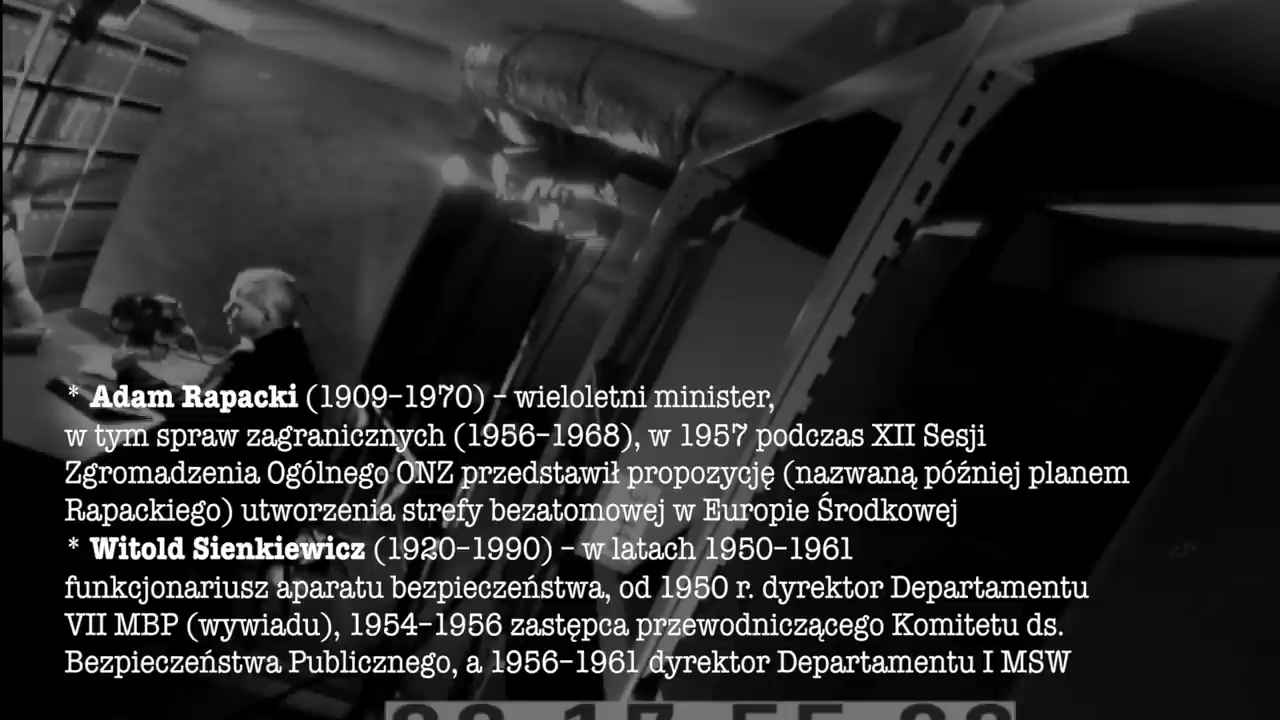 * Adam Rapacki (1909–1970) – wieloletni minister,
w tym spraw zagranicznych (1956–1968), w 1957 podczas XII Sesji
Zgromadzenia Ogólnego ONZ przedstawił propozycję (nazwaną później planem
Rapackiego) utworzenia strefy bezatomowej w Europie Środkowej
* Witold Sienkiewicz (1920–1990) – w latach 1950–1961
funkcjonariusz aparatu bezpieczeństwa, od 1950 r. dyrektor Departamentu
VII MBP (wywiadu), 1954–1956 zastępca przewodniczącego Komitetu ds.
Bezpieczeństwa Publicznego, a 1956–1961 dyrektor Departamentu I MSW